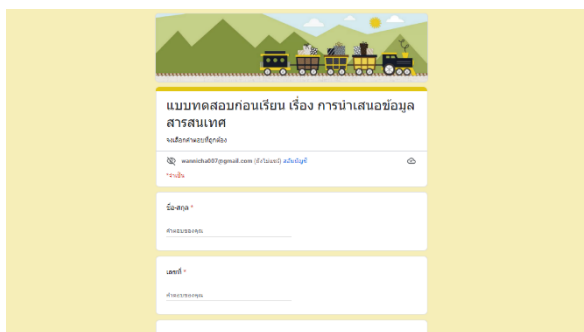 แบบทดสอบก่อนเรียน เรื่อง การนำเสนอข้อมูล
สารสนเทศ
จงเลือกคำตอบที่ถูกต้อง
wannicha007@gmail.com (ยังไม่แชร์) สลับบัญชี
*จำเป็น
ชื่อ-สกุล *
คำตอบของคุณ
เลขที่ *
คำตอบของคุณ